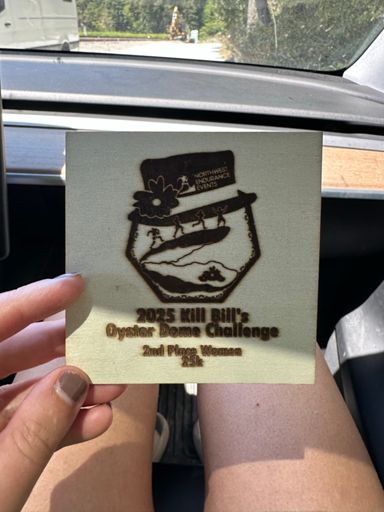 NORTHWEST
ENDURANCE
EVENTS
2025 Kill Bill's
Oyster Dome Challenge
2nd Place Women
25k